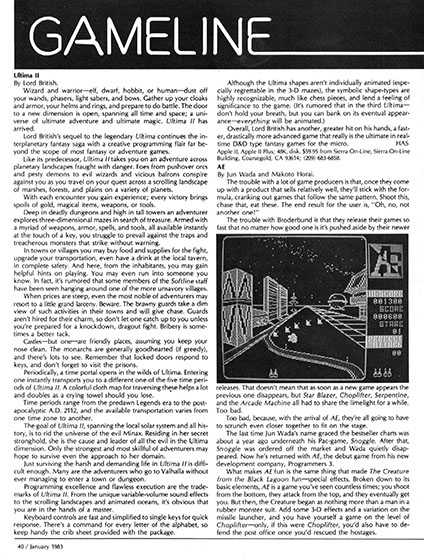 GAMELINE
Ultima II
By Lord British.
Wizard and warrior—elf, dwarf, hobbit, or human—dust off
your wands, phasers, light sabers, and bows. Gather up your cloaks
and armor, your helms and rings, and prepare to do battle. The door
to a new dimension is open, spanning all time and space; a uni-
verse of ultimate adventure and ultimate magic. Ultima II has
arrived.
Lord British's sequel to the legendary Ultima continues the in-
terplanetary fantasy saga with a creative programming flair far be-
yond the scope of most fantasy or adventure games.
Like its predecessor, Ultima II takes you on an adventure across
planetary landscapes fraught with danger. Foes from pushover orcs
and pesty demons to evil wizards and vicious balrons conspire
against you as you travel on your quest across a scrolling landscape
of marshes, forests, and plains on a variety of planets.
With each encounter you gain experience; every victory brings
spoils of gold, magical items, weapons, or tools.
Deep in deadly dungeons and high in tall towers an adventurer
explores three-dimensional mazes in search of treasure. Armed with
a myriad of weapons, armor, spells, and tools, all available instantly
at the touch of a key, you struggle to prevail against the traps and
treacherous monsters that strike without warning.
In towns or villages you may buy food and supplies for the fight,
upgrade your transportation, even have a drink at the local tavern,
in complete safety. And here, from the inhabitants, you may gain
helpful hints on playing. You may even run into someone you
know. In fact, it's rumored that some members of the Softline staff
have been seen hanging around one of the more unsavory villages.
When prices are steep, even the most noble of adventurers may
resort to a little grand larceny. Beware. The brawny guards take a dim
view of such activities in their towns and will give chase. Guards
aren't hired for their charm, so don't let one catch up to you unless
you're prepared for a knockdown, dragout fight. Bribery is some-
times a better tack.
Castles—but one—are friendly places, assuming you keep your
nose clean. The monarchs are generally goodhearted (if greedy),
and there's lots to see. Remember that locked doors respond to
keys, and don't forget to visit the prisons.
Periodically, a time portal opens in the wilds of Ultima. Entering
one instantly transports you to a different one of the five time peri-
ods of Ultima II. A colorful cloth map for traversing these helps a lot
and doubles as a crying towel should you lose.
Time periods range from the predawn Legends era to the post-
apocalyptic A.D. 2112, and the available transportation varies from
one time zone to another.
The goal of Ultima II, spanning the local solar system and all his-
tory, is to rid the universe of the evil Minax. Residing in her secret
stronghold, she is the cause and leader of all the evil in the Ultima
dimension. Only the strongest and most skillful of adventurers may
hope to survive even the approach to her domain.
Just surviving the harsh and demanding life in Ultima II is diffi-
cult enough. Many are the adventurers who go to Valhalla without
ever managing to enter a town or dungeon.
Programming excellence and flawless execution are the trade-
marks of Ultima II. From the unique variable-volume sound effects
to the scrolling landscapes and animated oceans, it's obvious that
you are in the hands of a master.
Keyboard controls are fast and simplified to single keys for quick
response. There's a command for every letter of the alphabet, so
keep handy the crib sheet provided with the package.
Although the Ultima shapes aren't individually animated (espe-
cially regrettable in the 3-D mazes), the symbolic shape-types are
highly recognizable, much like chess pieces, and lend a feeling of
significance to the game. (It's rumored that in the third Ultima—
don't hold your breath, but you can bank on its eventual appear-
ance—everything will be animated.)
Overall, Lord British has another, greater hit on his hands, a fast-
er, drastically more advanced game that really is the ultimate in real-
time D&D type fantasy games for the micro. HAS
Apple II, Apple II Plus; 48K, disk. $59.95 from Sierra On-Line, Sierra On-Line
Building, Coarsegold, CA 93614; (209) 683-6858.
AE
By Jun Wada and Makoto Horai.
The trouble with a lot of game producers is that, once they come
up with a product that sells relatively well, they'll stick with the for-
mula, cranking out games that follow the same pattern. Shoot this,
chase that, eat these. The end result for the user is, "Oh, no, not
another one!"
The trouble with Broderbund is that they release their games so
fast that no matter how good one is it's pushed aside by their newer
AE
001300
SCORE
000000
STAGE
01
00
releases. That doesn't mean that as soon as a new game appears the
previous one disappears, but Star Blazer, Choplifter, Serpentine,
and the Arcade Machine all had to share the limelight for a while.
Too bad.
Too bad, because, with the arrival of AE, they're all going to have
to scrunch even closer together to fit on the stage.
The last time Jun Wada's name graced the bestseller charts was
about a year ago underneath his Pac-game, Snoggle. After that,
Snoggle was ordered off the market and Wada quietly disap-
peared. Now he's returned with AE, the debut game from his new
development company, Programmers 3.
What makes AE fun is the same thing that made The Creature
from the Black Lagoon fun—special effects. Broken down to its
basic elements, AE is a game you've seen countless times; you shoot
from the bottom, they attack from the top, and they eventually get
you. But then, the Creature began as nothing more than a man in a
rubber monster suit. Add some 3-D effects and a variation on the
missile launcher, and you have yourself a game on the level of
Choplifter—only, if this were Choplifter, you'd also have to de-
fend the post office once you'd rescued the hostages.
40 / January 1983